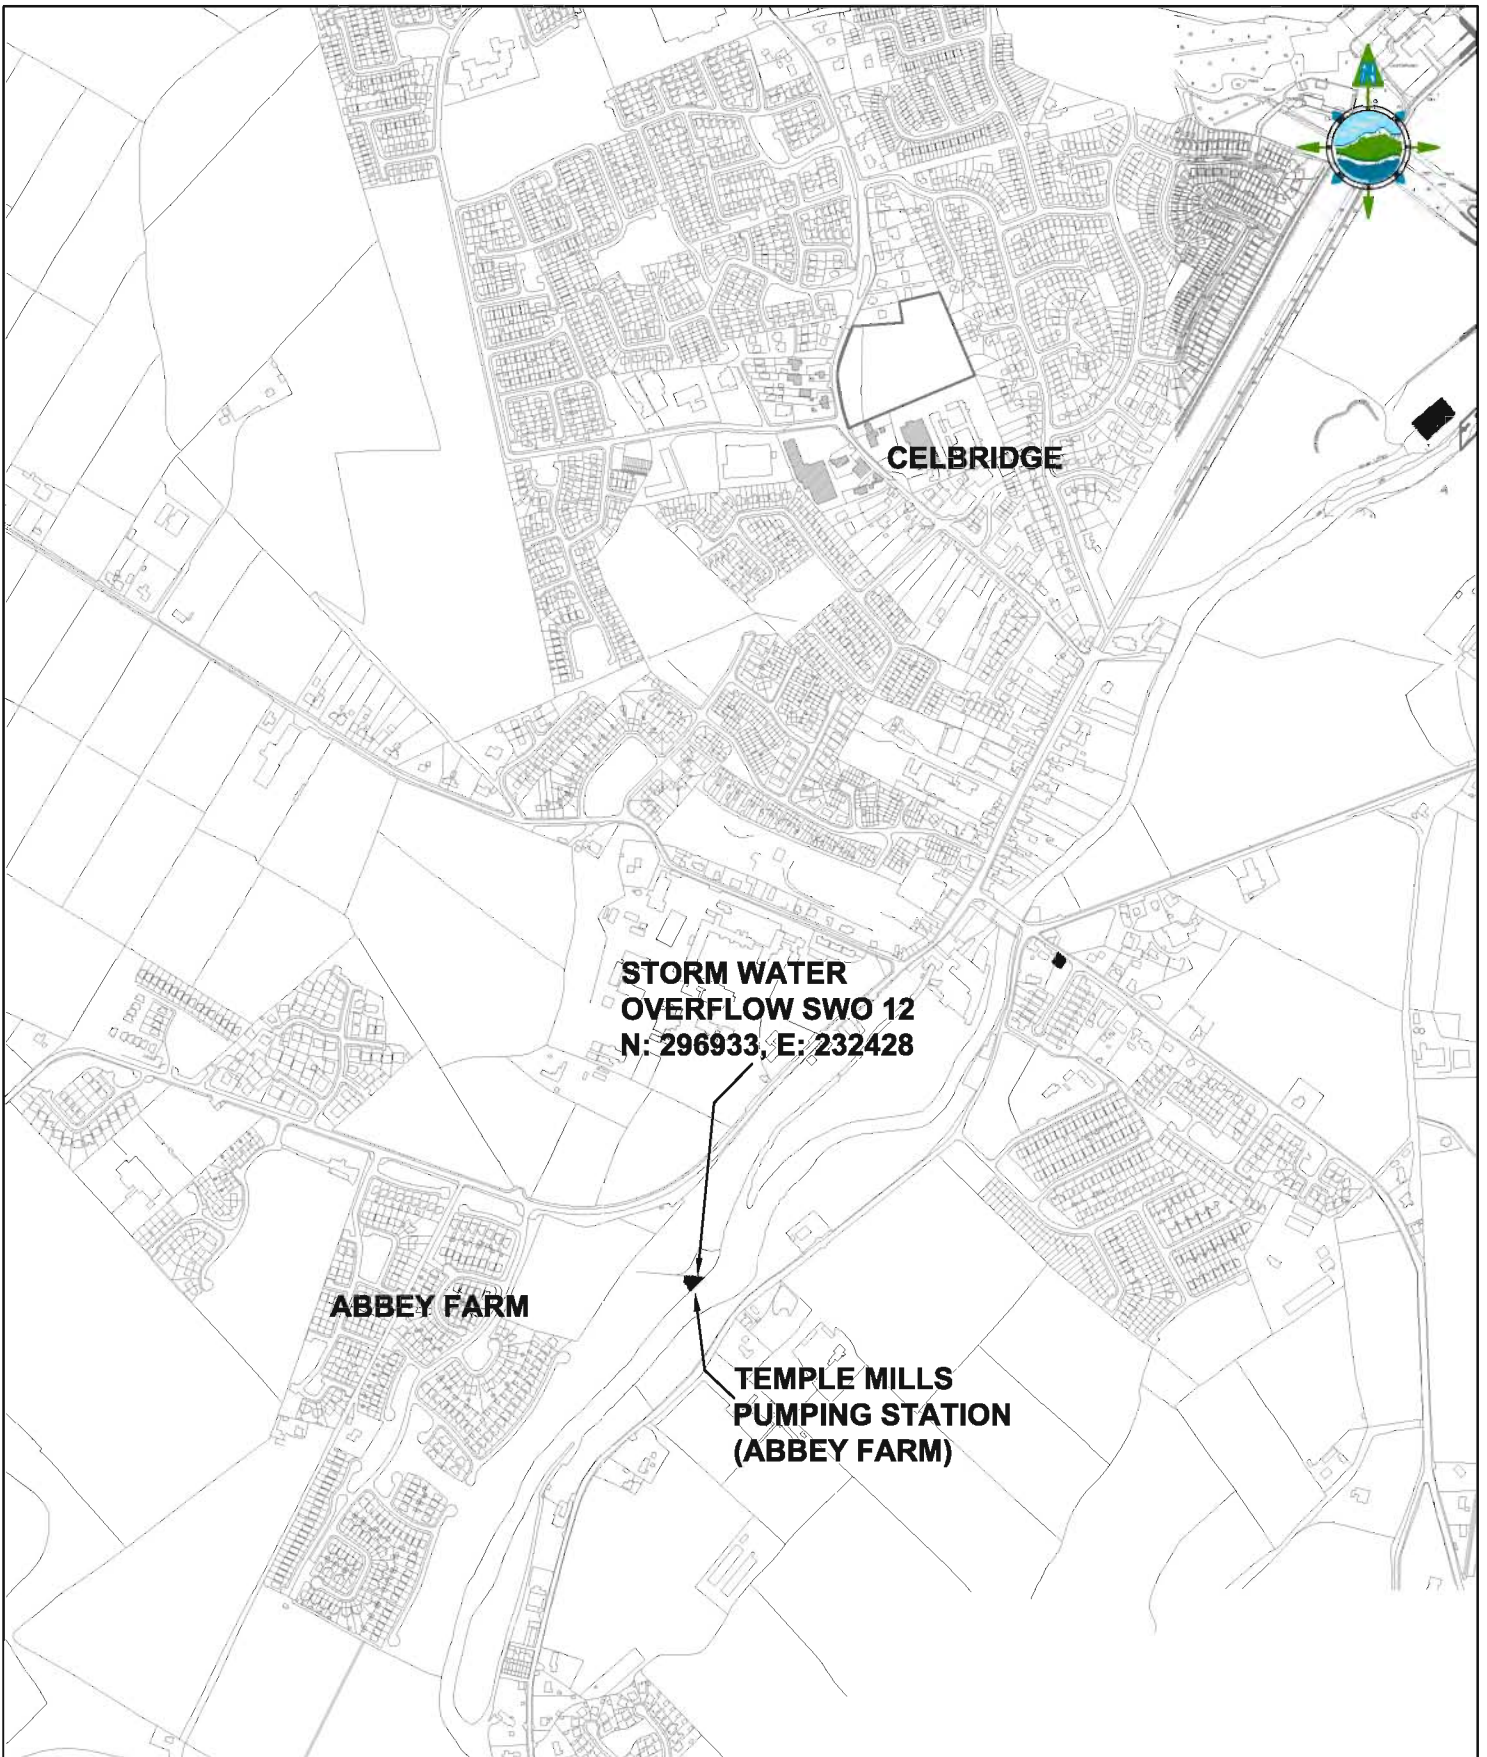 CELBRIDGE
STORM WATER
OVERFLOW SWO 12
N: 296933, E: 232428
ABBEY FARM
TEMPLE MILLS
PUMPING STATION
(ABBEY FARM)